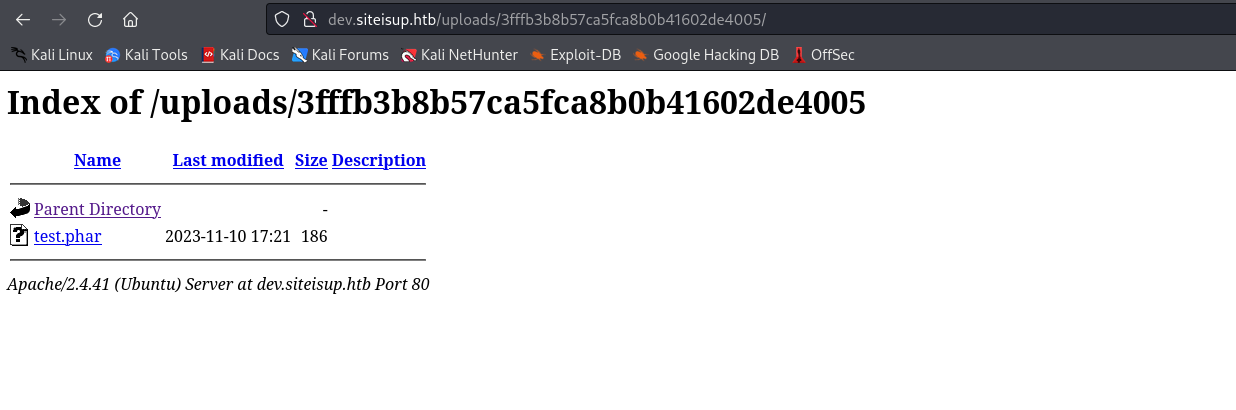 dev.siteisup.htb/uploads/3fffb3b8b57ca5fca8b0b41602de4005/
Kali Linux Kali Tools Kali Docs Kali Forums Kali NetHunter Exploit-DB Google Hacking DB OffSec
Index of /uploads/3fffb3b8b57ca5fca8b0b41602de4005
Name Last modified Size Description
Parent Directory -
test.phar 2023-11-10 17:21 186
Apache/2.4.41 (Ubuntu) Server at dev.siteisup.htb Port 80